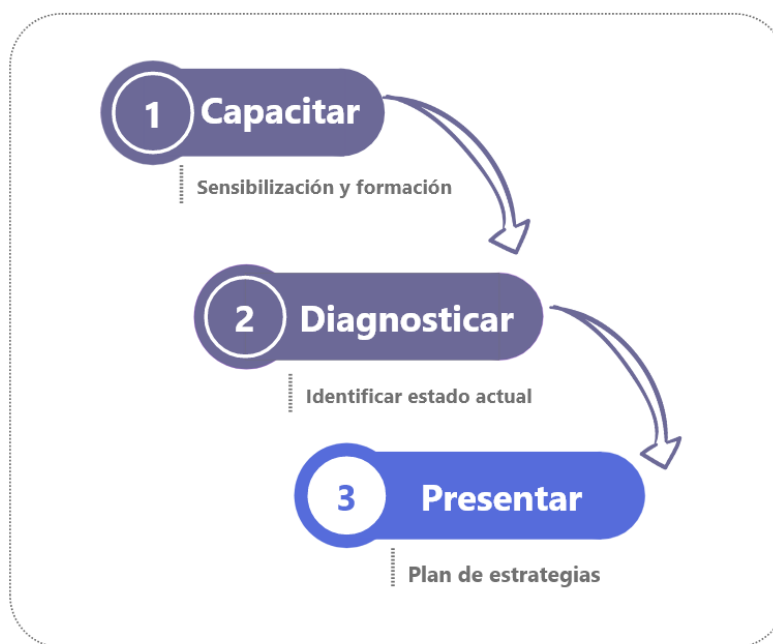 1 Capacitar
Sensibilización y formación
2 Diagnosticar
Identificar estado actual
3 Presentar
Plan de estrategias